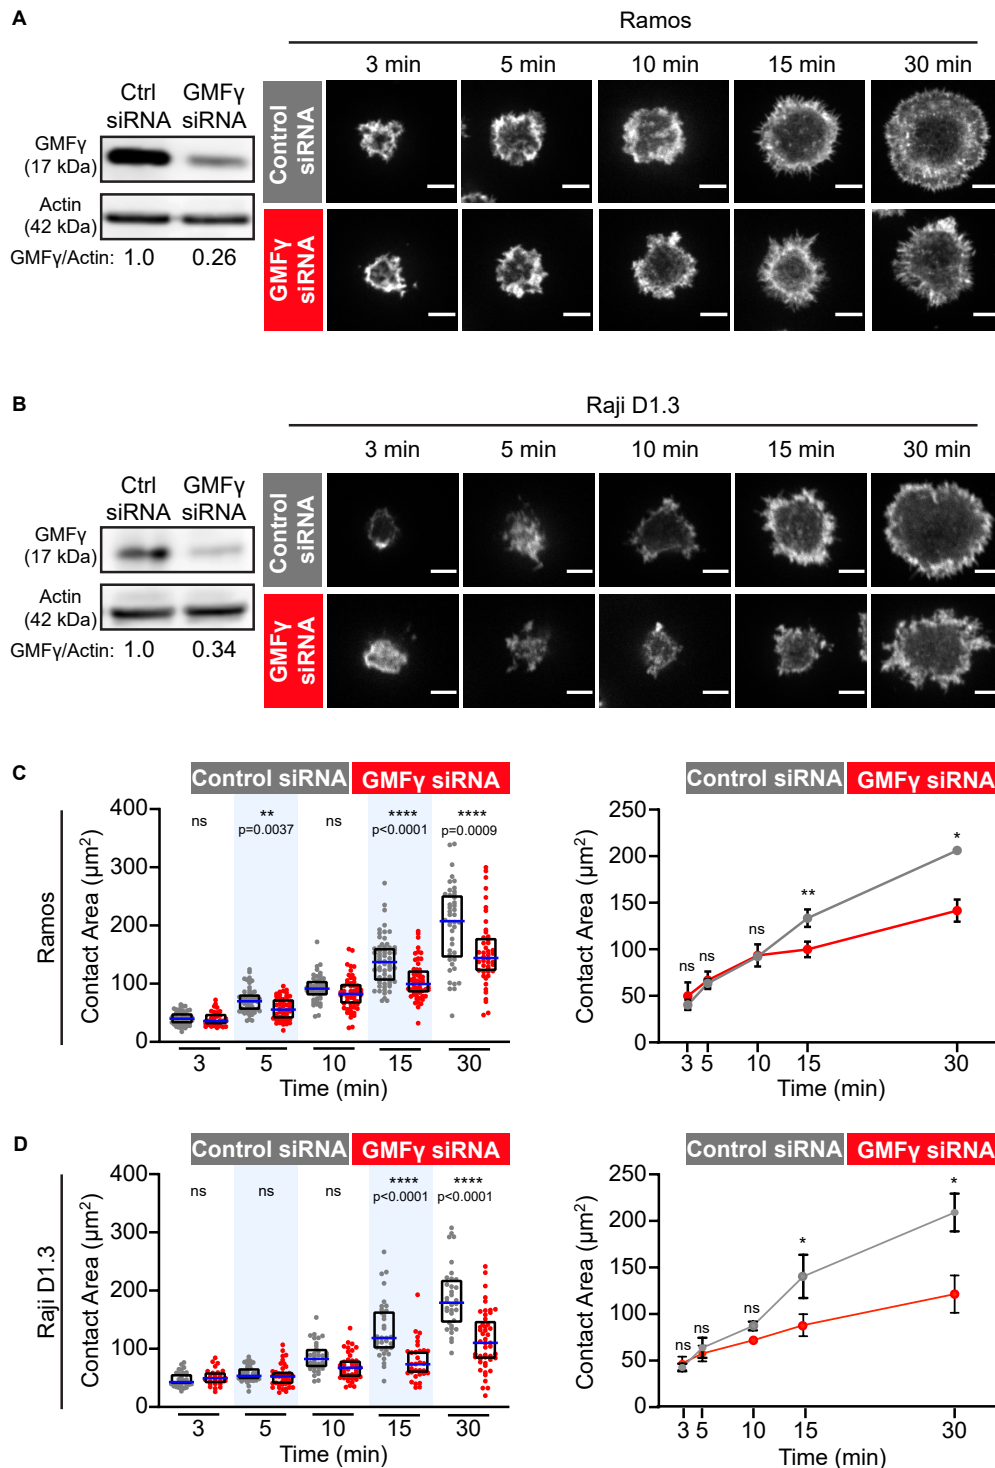 A
Ramos
3 min 5 min 10 min 15 min 30 min
Ctrl siRNA
GMFγ siRNA
GMFγ
(17 kDa)
Actin
(42 kDa)
GMFγ/Actin: 1.0 0.26
Control siRNA
GMFγ siRNA
B
Raji D1.3
3 min 5 min 10 min 15 min 30 min
Ctrl siRNA
GMFγ siRNA
GMFγ
(17 kDa)
Actin
(42 kDa)
GMFγ/Actin: 1.0 0.34
Control siRNA
GMFγ siRNA
C
Ramos
Control siRNA GMFγ siRNA
Contact Area (µm²)
400
300
200
100
0
ns ** ns **** ****
p=0.0037 p<0.0001 p=0.0009
3 5 10 15 30
Time (min)
Control siRNA GMFγ siRNA
Contact Area (µm²)
250
200
150
100
50
0
ns ns ns ** *
3 5 10 15 30
Time (min)
D
Raji D1.3
Control siRNA GMFγ siRNA
Contact Area (µm²)
400
300
200
100
0
ns ns ns **** ****
p<0.0001 p<0.0001
3 5 10 15 30
Time (min)
Control siRNA GMFγ siRNA
Contact Area (µm²)
250
200
150
100
50
0
ns ns ns * *
3 5 10 15 30
Time (min)